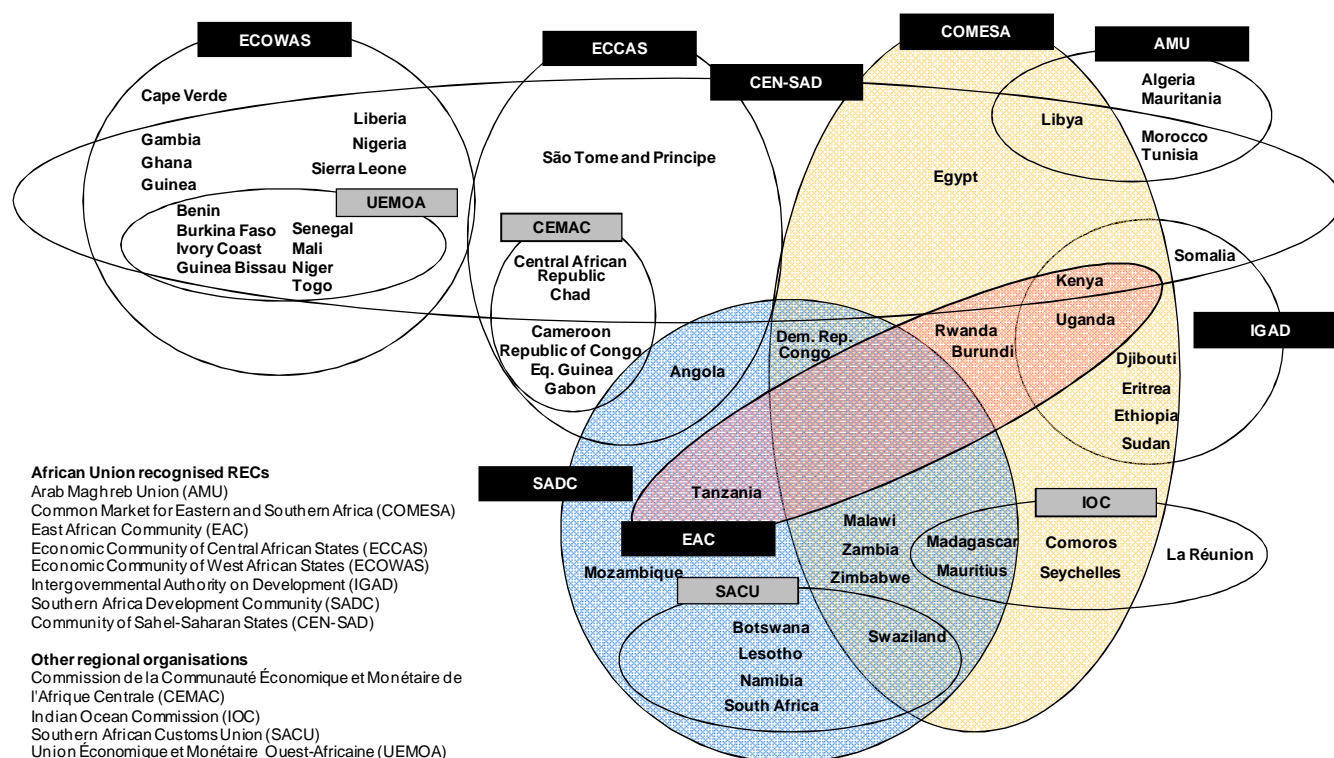 ECOWAS
ECCAS
COMESA
AMU
CEN-SAD
Cape Verde
Gambia
Ghana
Guinea
Liberia
Nigeria
Sierra Leone
UEMOA
Benin
Burkina Faso
Ivory Coast
Guinea Bissau
Senegal
Mali
Niger
Togo
São Tome and Principe
CEMAC
Central African
Republic
Chad
Cameroon
Republic of Congo
Eq. Guinea
Gabon
Angola
Dem. Rep.
Congo
Egypt
Libya
Algeria
Mauritania
Morocco
Tunisia
Somalia
Kenya
Uganda
Rwanda
Burundi
IGAD
Djibouti
Eritrea
Ethiopia
Sudan
SADC
Tanzania
EAC
Mozambique
SACU
Botswana
Lesotho
Namibia
South Africa
Swaziland
Malawi
Zambia
Zimbabwe
Madagascar
Mauritius
IOC
Comoros
Seychelles
La Réunion
African Union recognised RECs
Arab Maghreb Union (AMU)
Common Market for Eastern and Southern Africa (COMESA)
East African Community (EAC)
Economic Community of Central African States (ECCAS)
Economic Community of West African States (ECOWAS)
Intergovernmental Authority on Development (IGAD)
Southern Africa Development Community (SADC)
Community of Sahel-Saharan States (CEN-SAD)
Other regional organisations
Commission de la Communauté Économique et Monétaire de
l'Afrique Centrale (CEMAC)
Indian Ocean Commission (IOC)
Southern African Customs Union (SACU)
Union Économique et Monétaire Ouest-Africaine (UEMOA)